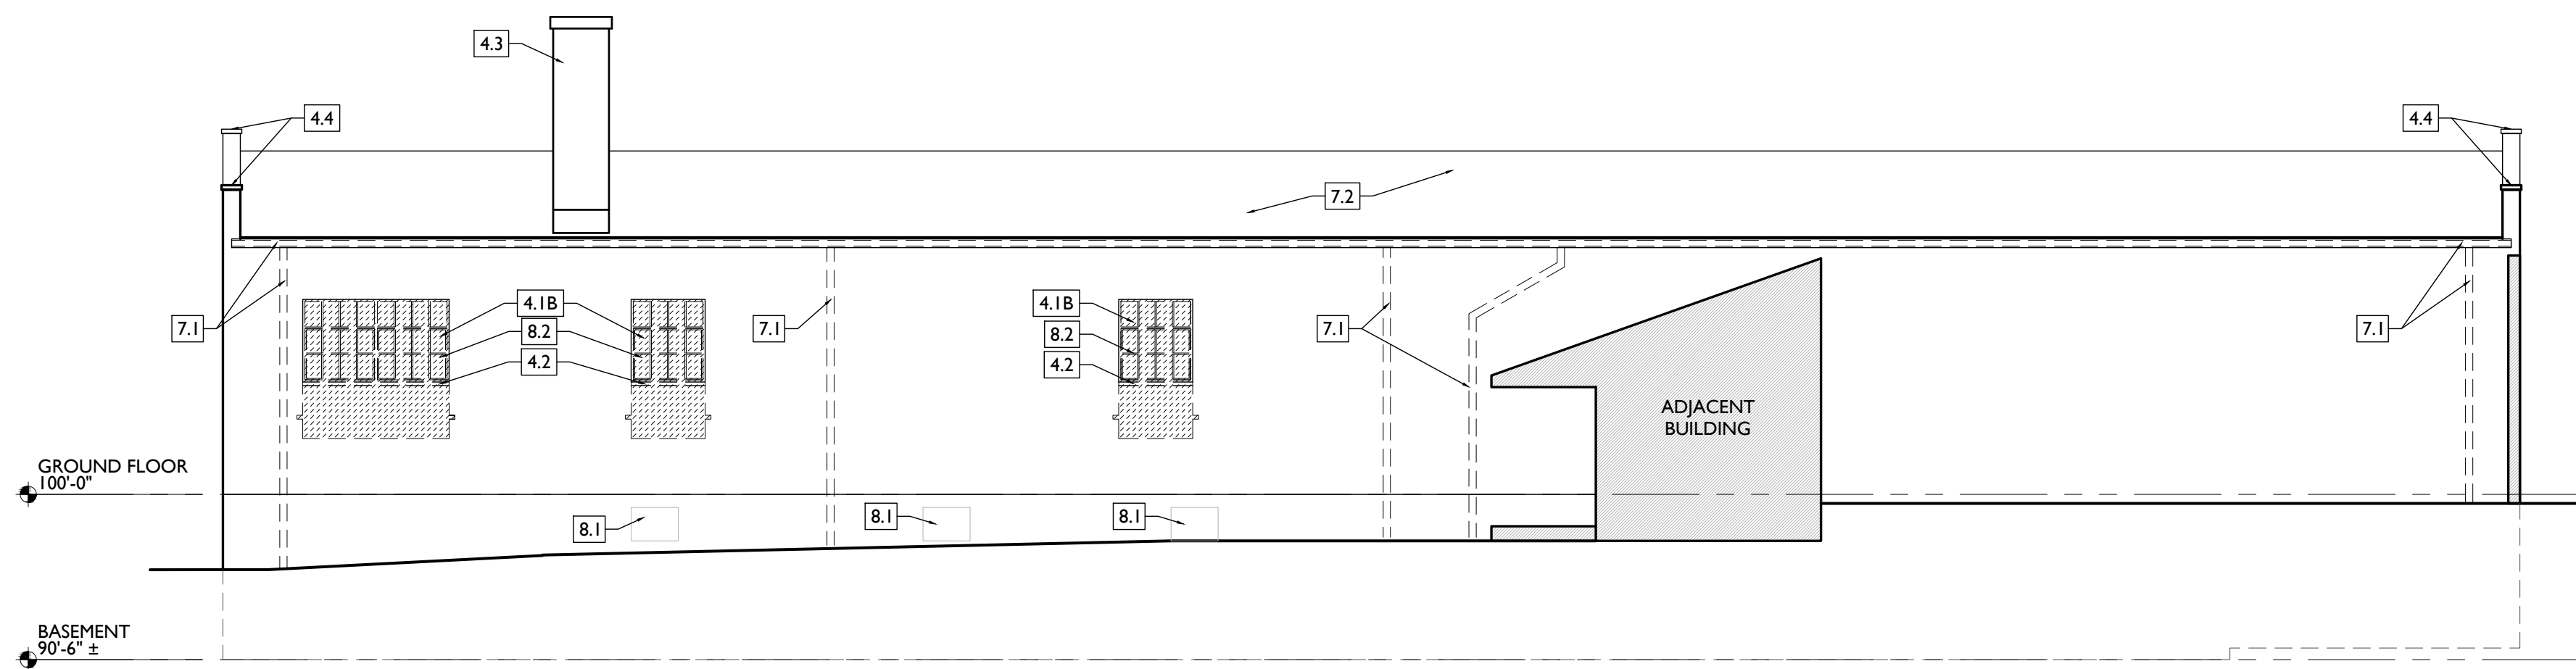 4.3
4.4
4.4
7.2
4.1B
8.2
4.2
7.1
7.1
4.1B
8.2
4.2
7.1
7.1
ADJACENT
BUILDING
GROUND FLOOR
100'-0"
8.1
8.1
8.1
BASEMENT
90'-6" ±